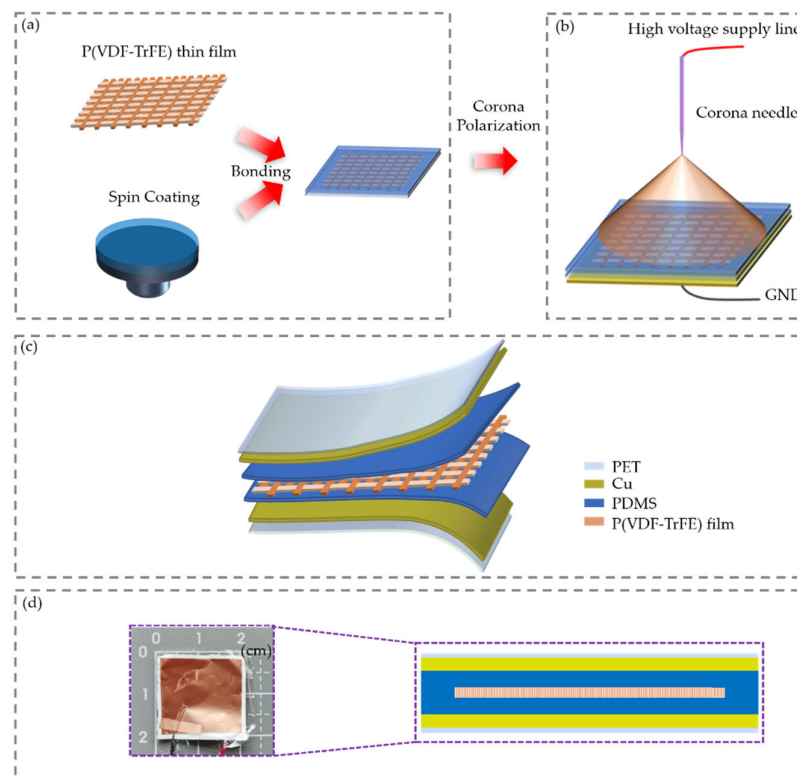 (a)
P(VDF-TrFE) thin film
Spin Coating
Bonding
Corona
Polarization
(b)
High voltage supply line
Corona needle
GND
(c)
PET
Cu
PDMS
P(VDF-TrFE) film
(d)
0 1 2
(cm)
0
1
2